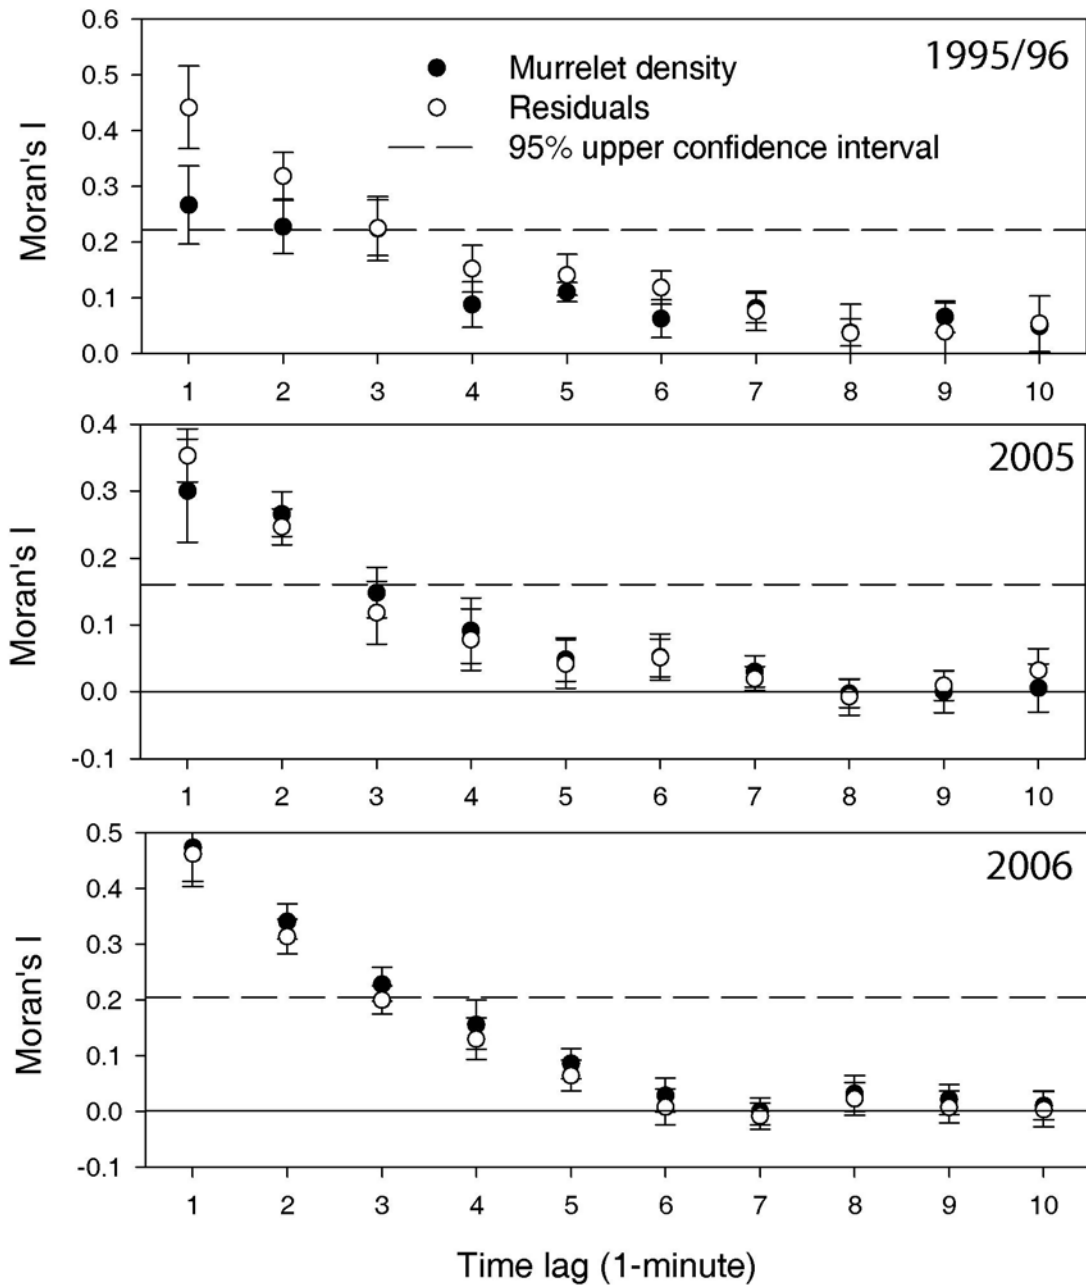 0.6
1995/96
Murrelet density
0.5
Residuals
0.4
95% upper confidence interval
Moran's I
0.3
0.2
0.1
0.0
1 2 3 4 5 6 7 8 9 10
0.4
2005
0.3
Moran's I
0.2
0.1
0.0
-0.1
1 2 3 4 5 6 7 8 9 10
0.5
2006
0.4
0.3
Moran's I
0.2
0.1
0.0
-0.1
1 2 3 4 5 6 7 8 9 10
Time lag (1-minute)